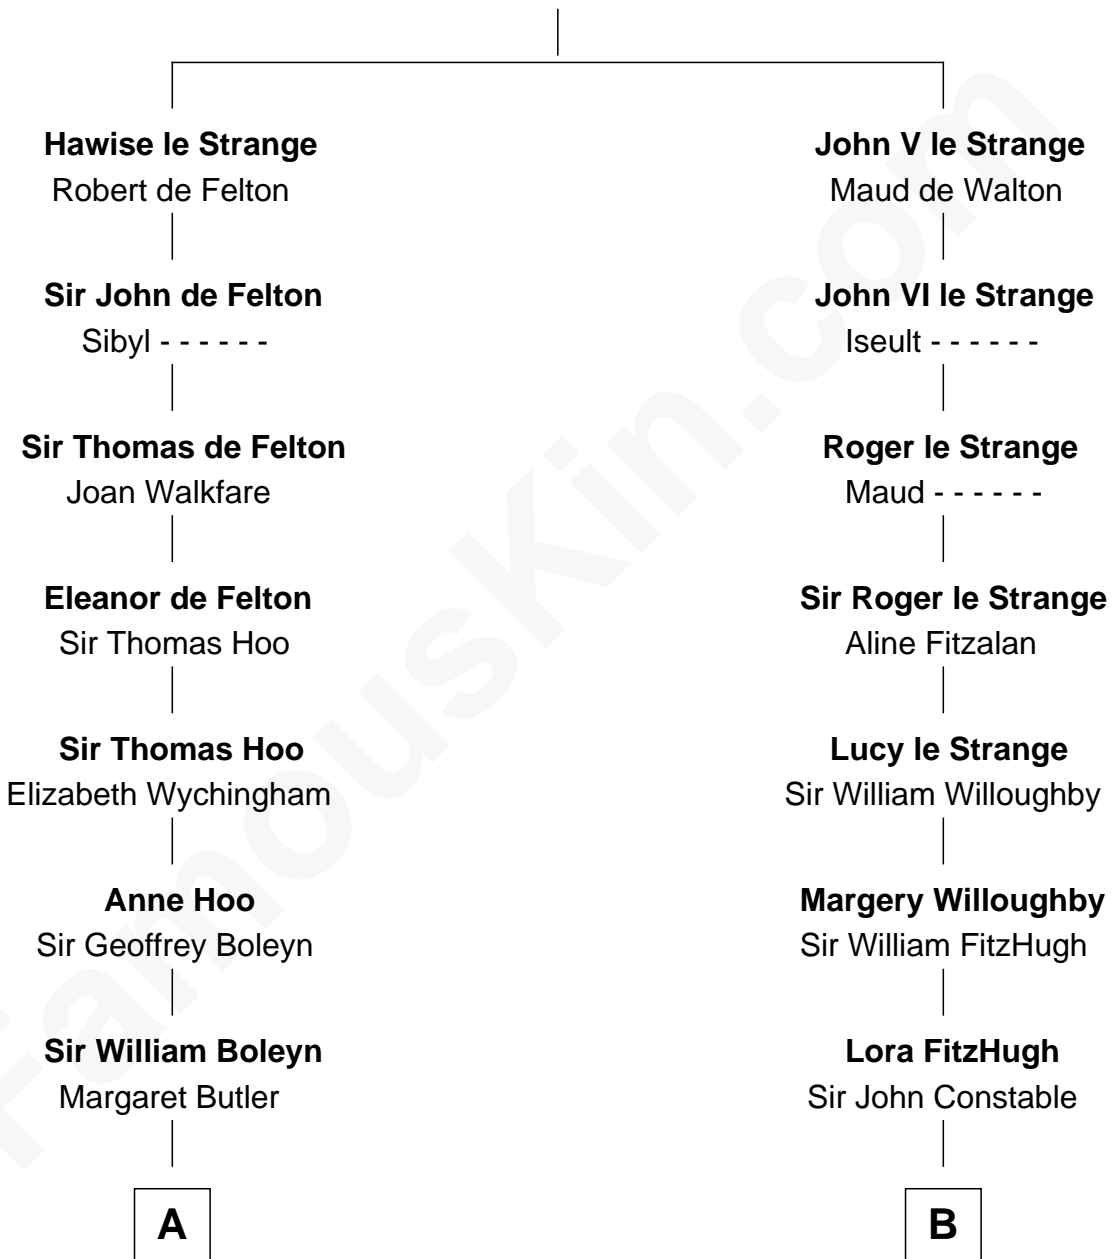 Hawise le Strange
Robert de Felton
Sir John de Felton
Sibyl - - - - - -
Sir Thomas de Felton
Joan Walkfare
Eleanor de Felton
Sir Thomas Hoo
Sir Thomas Hoo
Elizabeth Wychingham
Anne Hoo
Sir Geoffrey Boleyn
Sir William Boleyn
Margaret Butler
A
John V le Strange
Maud de Walton
John VI le Strange
Iseult - - - - - -
Roger le Strange
Maud - - - - - -
Sir Roger le Strange
Aline Fitzalan
Lucy le Strange
Sir William Willoughby
Margery Willoughby
Sir William FitzHugh
Lora FitzHugh
Sir John Constable
B
FamousKin.com